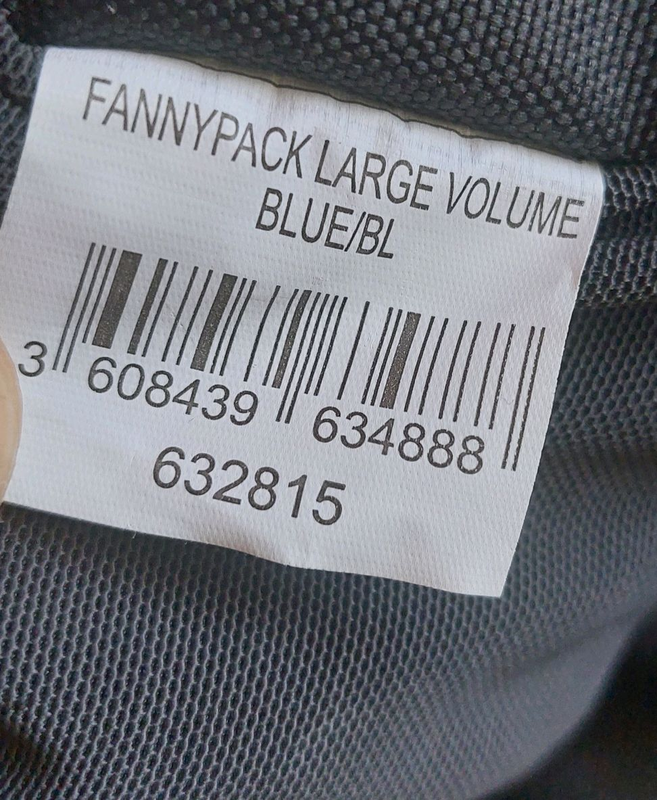 FANNYPACK LARGE VOLUME
BLUE/BL
3 608439 634888
632815